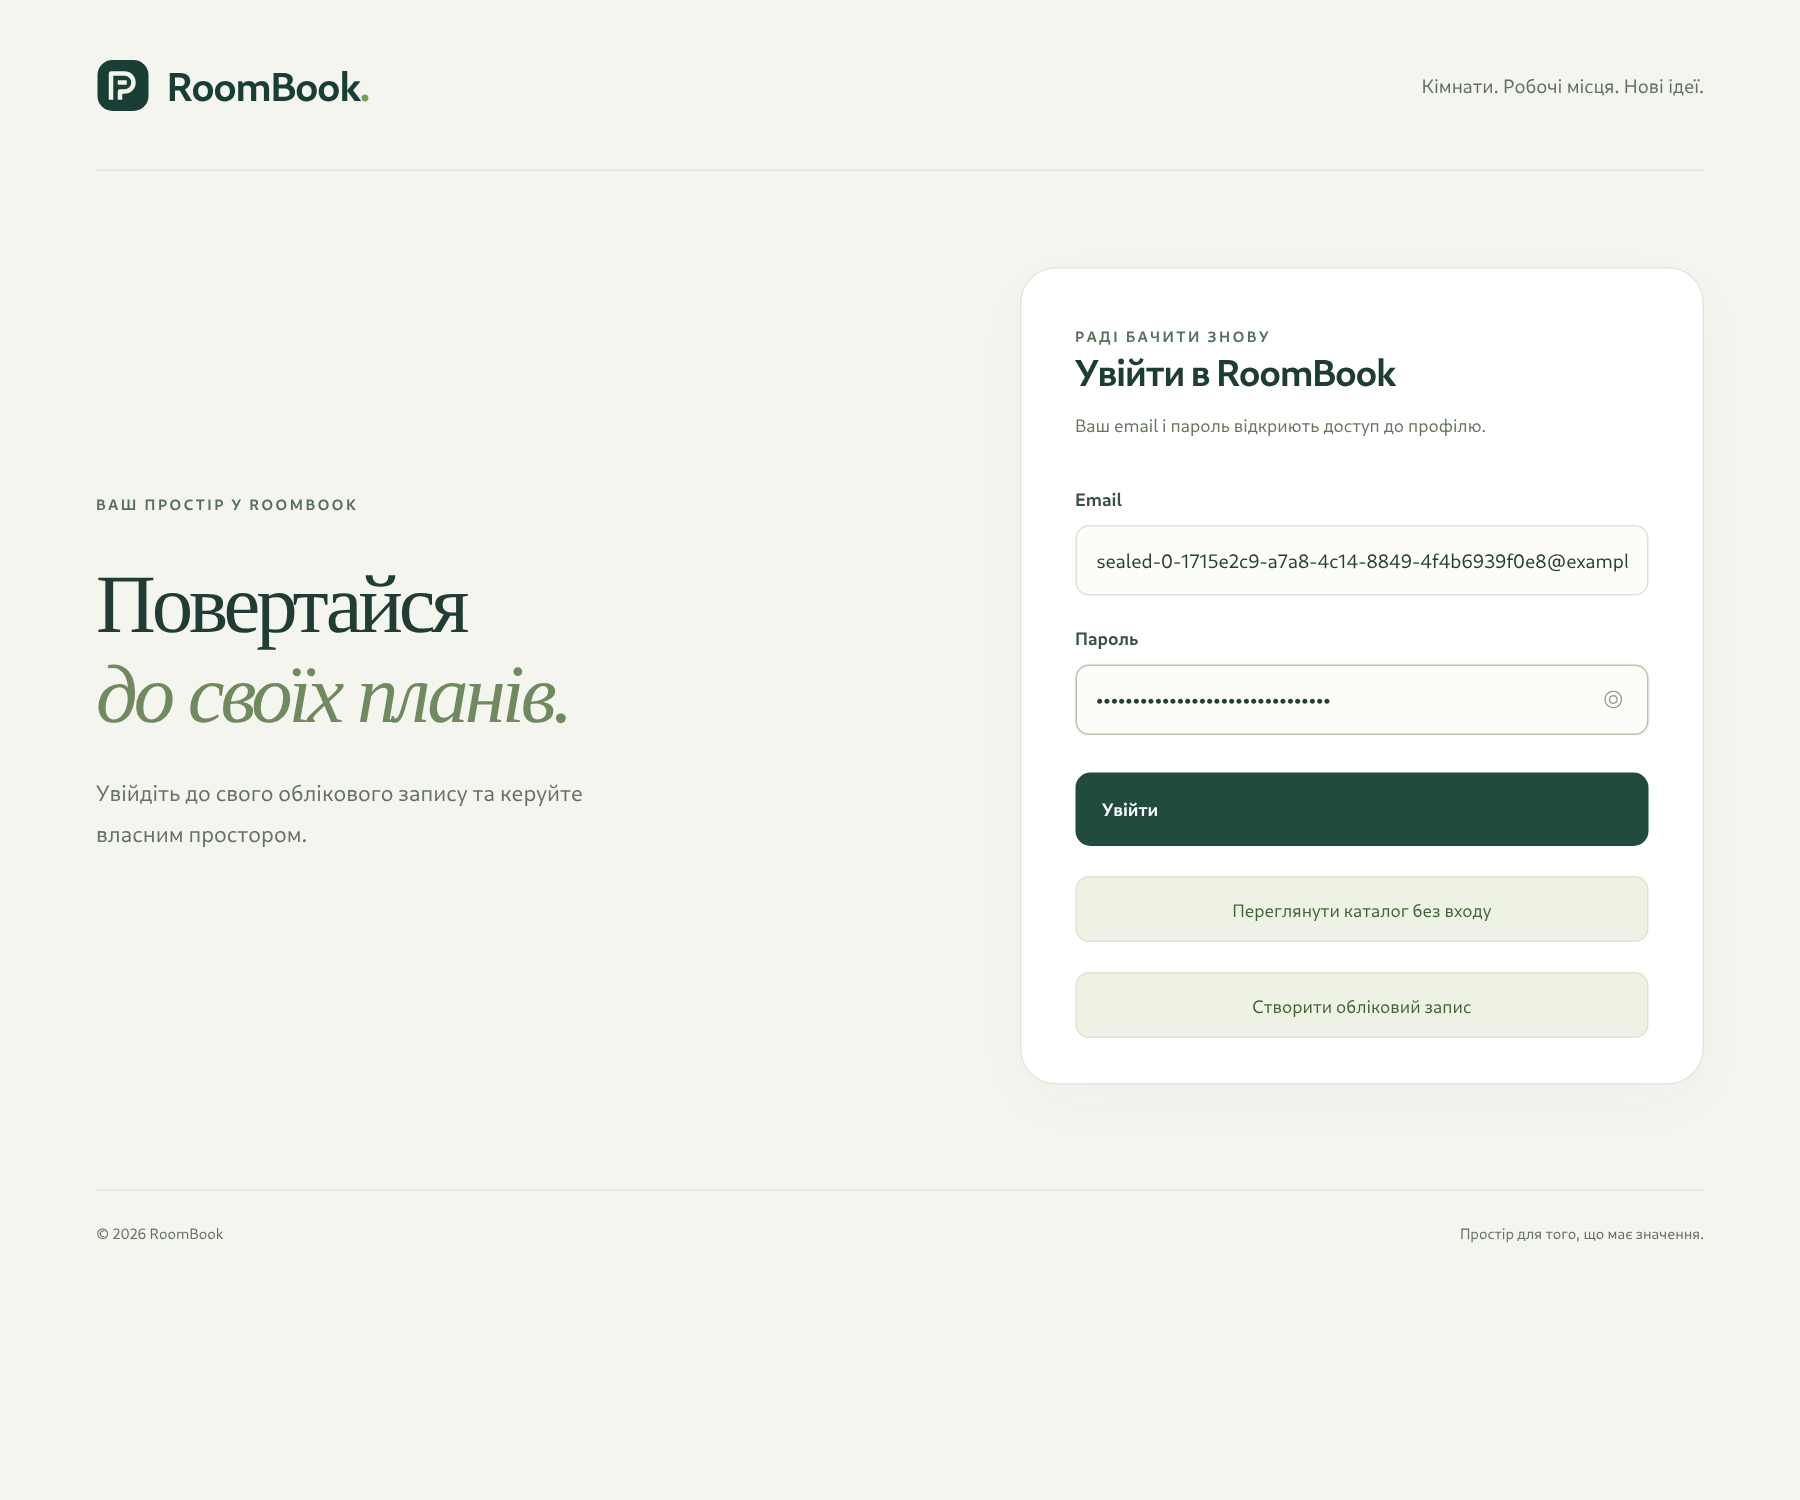 RoomBook.
Кімнати. Робочі місця. Нові ідеї.
ВАШ ПРОСТІР У ROOMBOOK
Повертайся
до своїх планів.
Увійдіть до свого облікового запису та керуйте
власним простором.
РАДІ БАЧИТИ ЗНОВУ
Увійти в RoomBook
Ваш email і пароль відкриють доступ до профілю.
Email
sealed-0-1715e2c9-a7a8-4c14-8849-4f4b6939f0e8@exampl
Пароль
••••••••••••••••••••••••••••••••
Увійти
Переглянути каталог без входу
Створити обліковий запис
© 2026 RoomBook
Простір для того, що має значення.